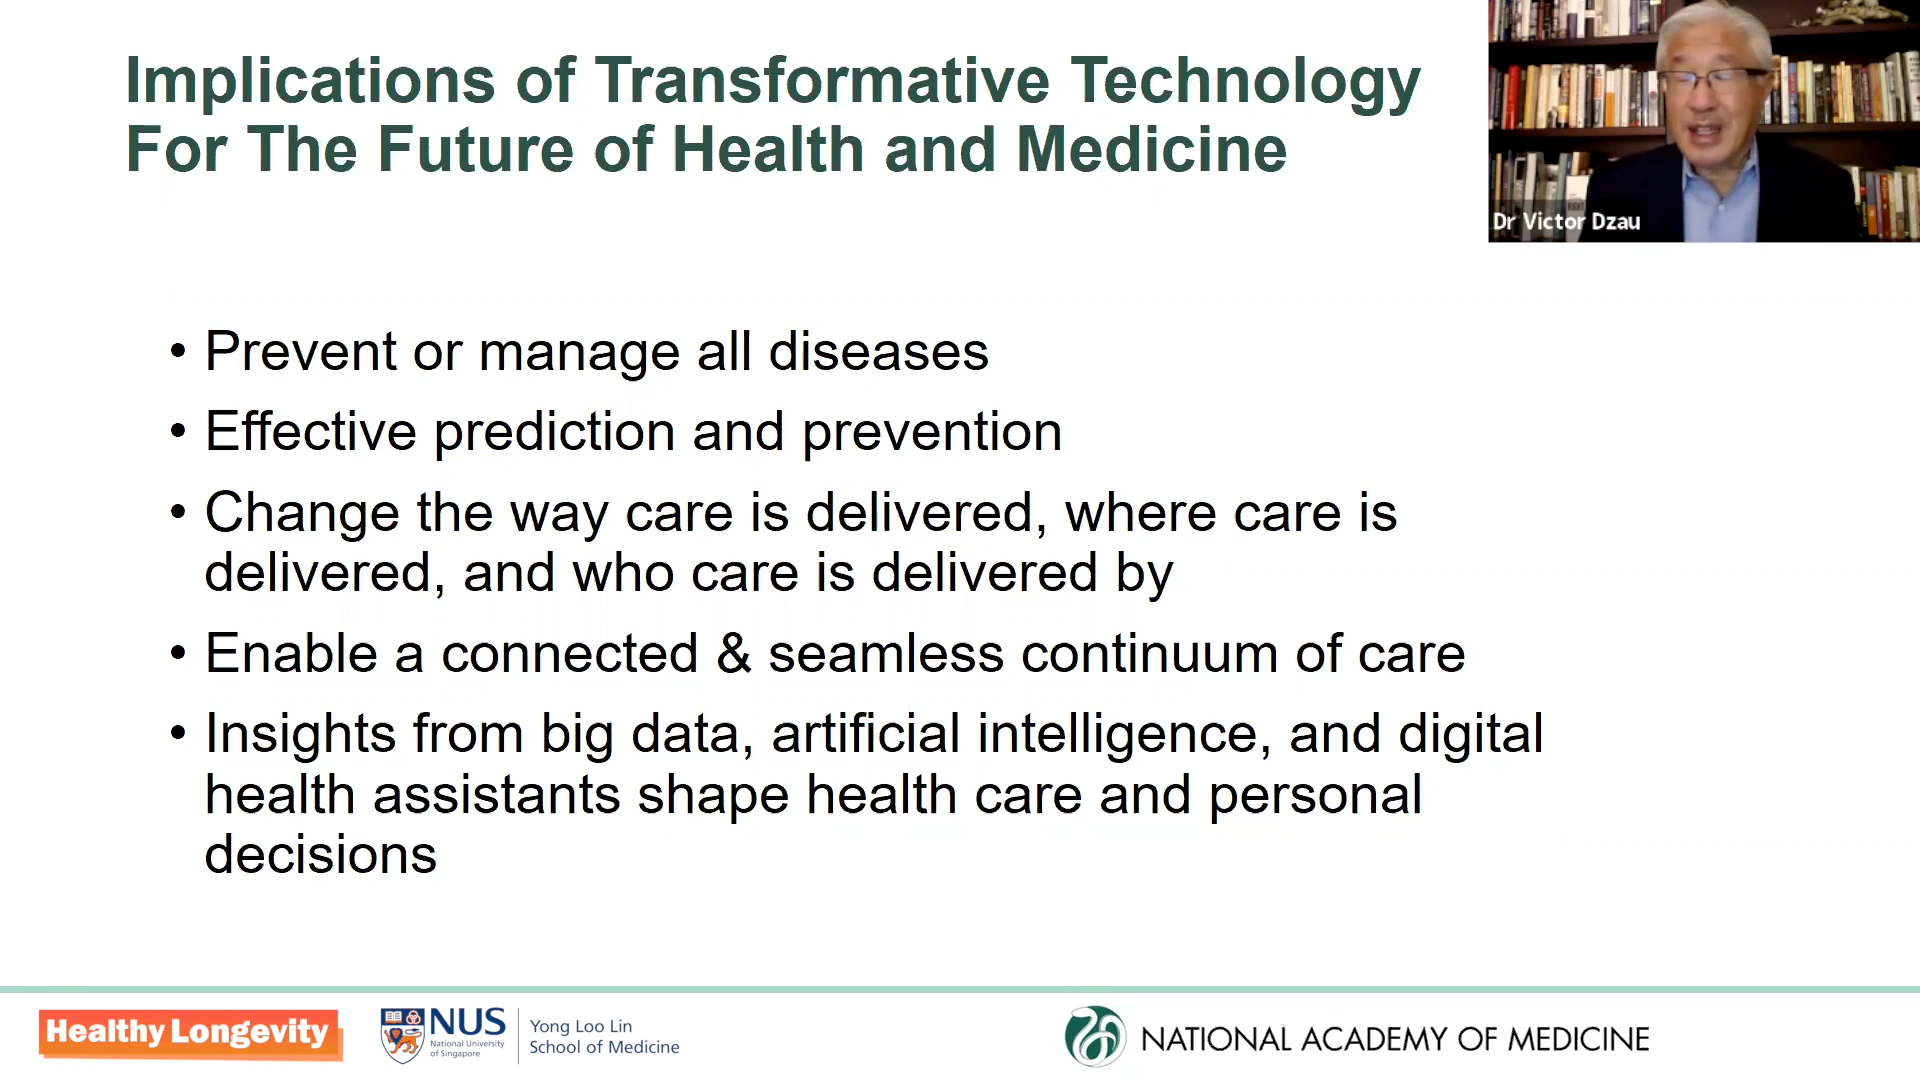 Implications of Transformative Technology
For The Future of Health and Medicine
Dr Victor Dzau
• Prevent or manage all diseases
• Effective prediction and prevention
• Change the way care is delivered, where care is
delivered, and who care is delivered by
• Enable a connected & seamless continuum of care
• Insights from big data, artificial intelligence, and digital
health assistants shape health care and personal
decisions
Healthy Longevity
NUS
National University
of Singapore
Yong Loo Lin
School of Medicine
NATIONAL ACADEMY OF MEDICINE